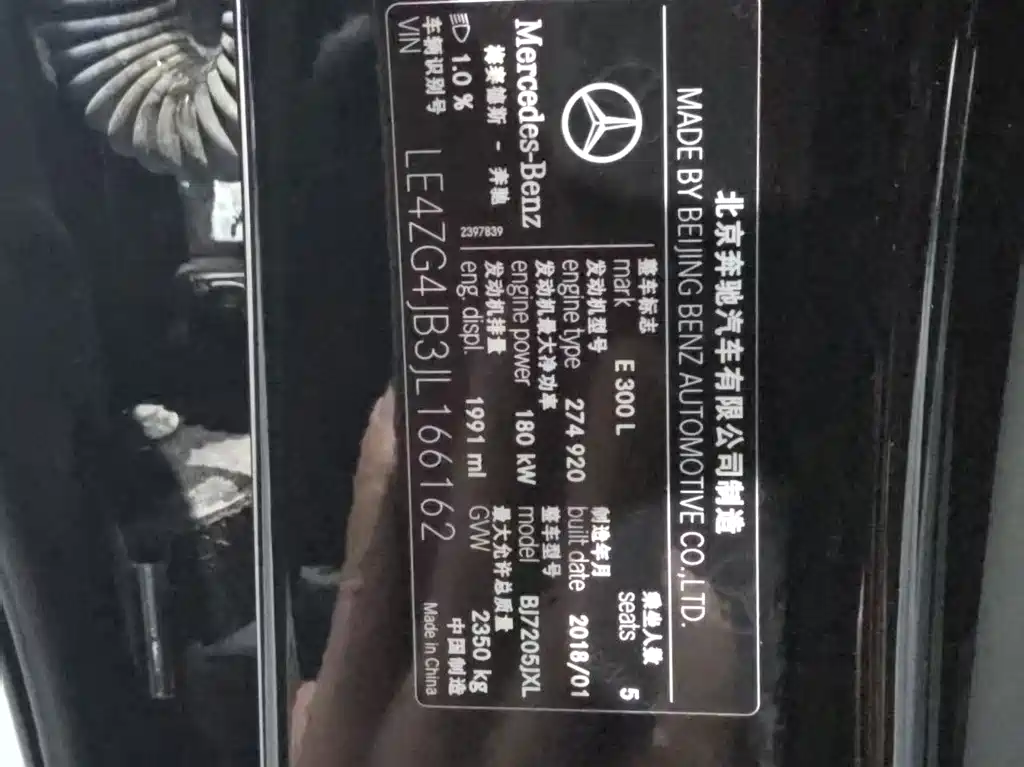 北京奔驰汽车有限公司制造
MADE BY BEIJING BENZ AUTOMOTIVE CO.,LTD.
Mercedes-Benz
梅赛德斯 - 奔驰
1.0 %
2397839
整车标志
mark E 300 L
乘坐人数
seats 5
发动机型号
engine type 274 920
制造年月
built date 2018/01
发动机最大净功率
engine power 180 kW
整车型号
model BJ7205JXL
发动机排量
eng. displ. 1991 ml
最大允许总质量
GVW 2350 kg
车辆识别号
VIN LE4ZG4JB3JL166162
中国制造
Made in China